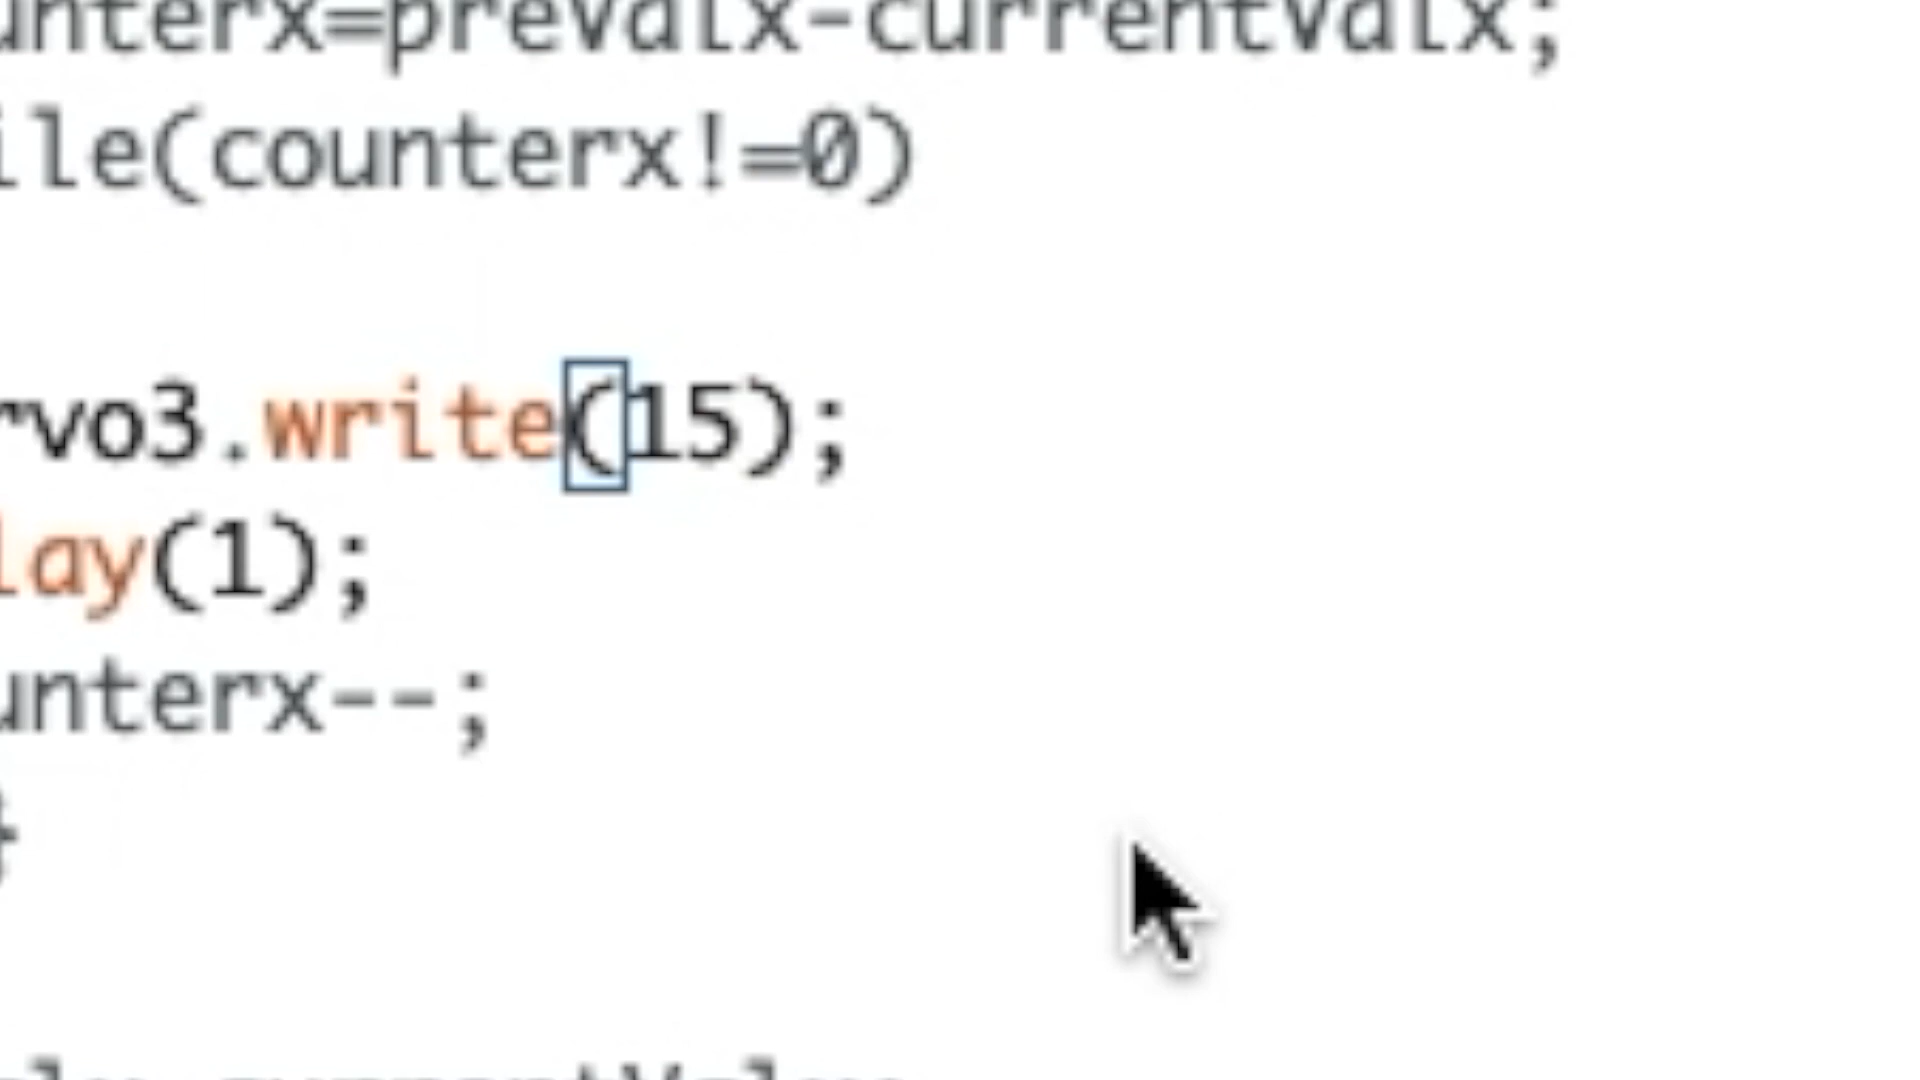 unterx=prevalx-currentvalx;
ile(counterx!=0)
rvo3.write(15);
lay(1);
unterx--;
}